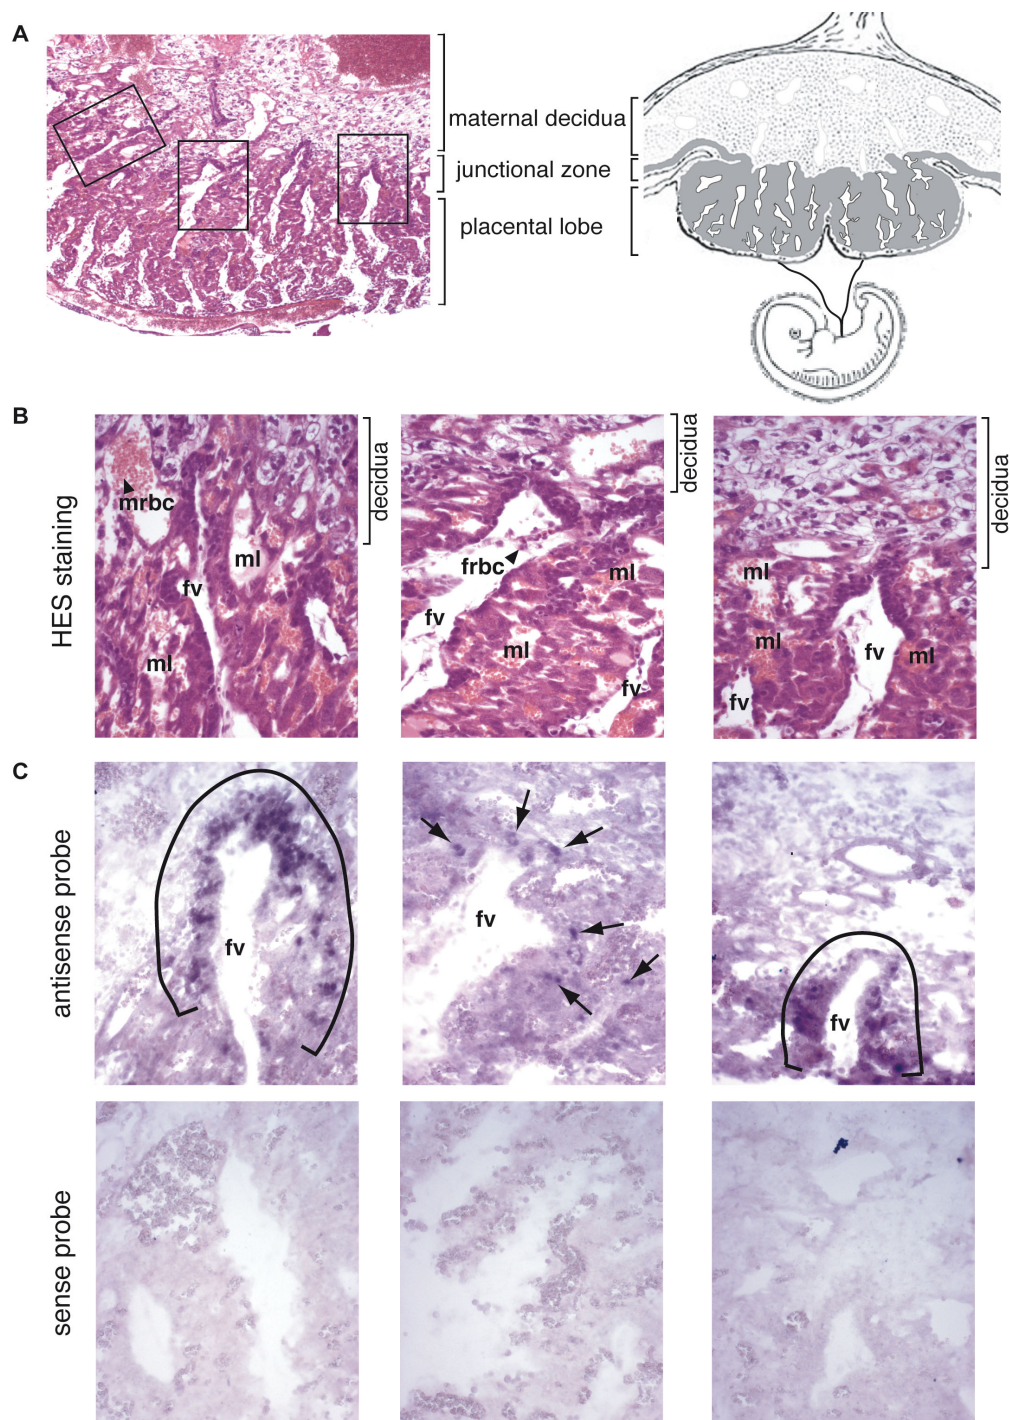 A
maternal decidua
junctional zone
placental lobe
B
HES staining
mrbc
ml
fv
ml
decidua
frbc
ml
fv
ml
fv
decidua
ml
ml
fv
ml
fv
decidua
C
antisense probe
fv
fv
fv
sense probe